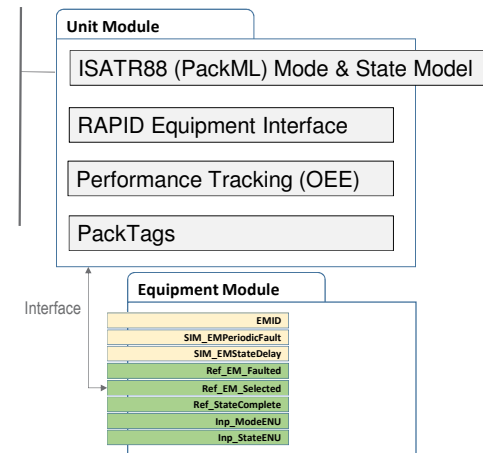 Unit Module
ISATR88 (PackML) Mode & State Model
RAPID Equipment Interface
Performance Tracking (OEE)
PackTags
Interface
Equipment Module
EMID
SIM_EMPeriodicFault
SIM_EMStateDelay
Ref_EM_Faulted
Ref_EM_Selected
Ref_StateComplete
Inp_ModeENU
Inp_StateENU